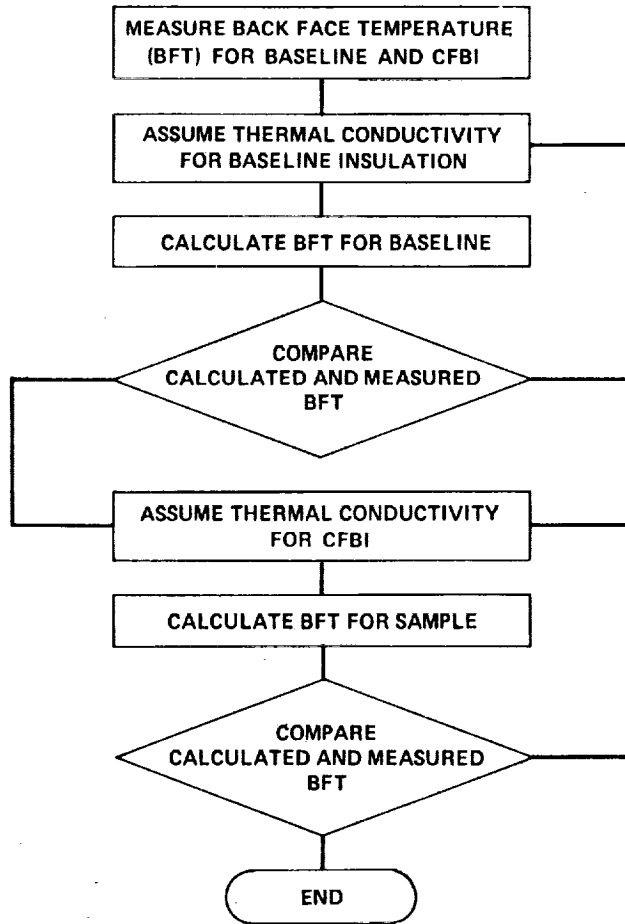 MEASURE BACK FACE TEMPERATURE
(BFT) FOR BASELINE AND CFBI
ASSUME THERMAL CONDUCTIVITY
FOR BASELINE INSULATION
CALCULATE BFT FOR BASELINE
COMPARE
CALCULATED AND MEASURED
BFT
ASSUME THERMAL CONDUCTIVITY
FOR CFBI
CALCULATE BFT FOR SAMPLE
COMPARE
CALCULATED AND MEASURED
BFT
END